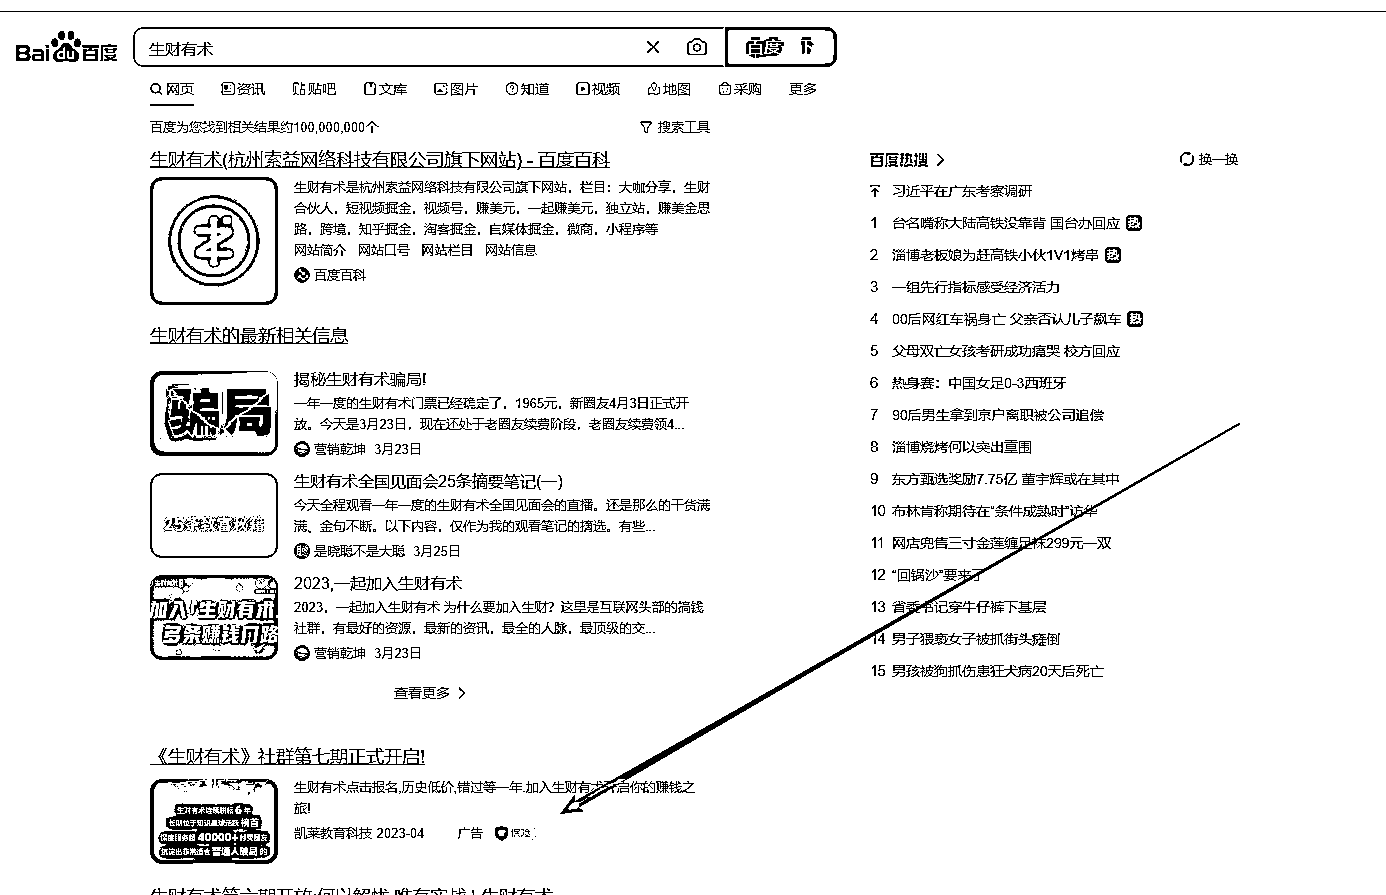 Bai du 百度
生财有术
百度一下
网页 资讯 贴吧 文库 图片 知道 视频 地图 采购 更多
百度为您找到相关结果约100,000,000个
搜索工具
生财有术(杭州索益网络科技有限公司旗下网站) - 百度百科
生财有术是杭州索益网络科技有限公司旗下网站，栏目：大咖分享，生财
合伙人，短视频掘金，视频号，赚美元，一起赚美元，独立站，赚美金思
路，跨境，知乎掘金，淘客掘金，自媒体掘金，微商，小程序等
网站简介 网站口号 网站栏目 网站信息
百度百科
生财有术的最新相关信息
骗局
揭秘生财有术骗局!
一年一度的生财有术门票已经确定了，1965元，新圈友4月3日正式开
放。今天是3月23日，现在还处于老圈友续费阶段，老圈友续费领4...
营销乾坤 3月23日
生财有术全国见面会25条摘要笔记(一)
今天全程观看一年一度的生财有术全国见面会的直播。还是那么的干货满
满、金句不断。以下内容，仅作为我的观看笔记的摘选。有些...
是晓聪不是大聪 3月25日
加入！生财有术
多条赚钱门路
2023,一起加入生财有术
2023，一起加入生财有术 为什么要加入生财？这里是互联网头部的搞钱
社群，有最好的资源，最新的资讯，最全的人脉，最顶级的交...
营销乾坤 3月23日
查看更多
《生财有术》社群第七期正式开启!
生财有术点击报名,历史低价,错过等一年.加入生财有术开启你的赚钱之
旅!
凯莱教育科技 2023-04 广告 保障
生财有术第六期开放:何以解忧,唯有实战! 生财有术
百度热搜
换一换
习近平在广东考察调研
1 台名嘴称大陆高铁没靠背 国台办回应 热
2 淄博老板娘为赶高铁小伙1V1烤串 热
3 一组先行指标感受经济活力
4 00后网红车祸身亡 父亲否认儿子飙车 热
5 父母双亡女孩考研成功痛哭 校方回应
6 热身赛：中国女足0-3西班牙
7 90后男生拿到京户离职被公司追偿
8 淄博烧烤何以突出重围
9 东方甄选奖励7.75亿 董宇辉或在其中
10 布林肯称期待在“条件成熟时”访华
11 网店兜售三寸金莲缠足袜299元一双
12 “回锅沙”要来了
13 省委书记穿牛仔裤下基层
14 男子猥亵女子被抓街头瘫倒
15 男孩被狗抓伤患狂犬病20天后死亡